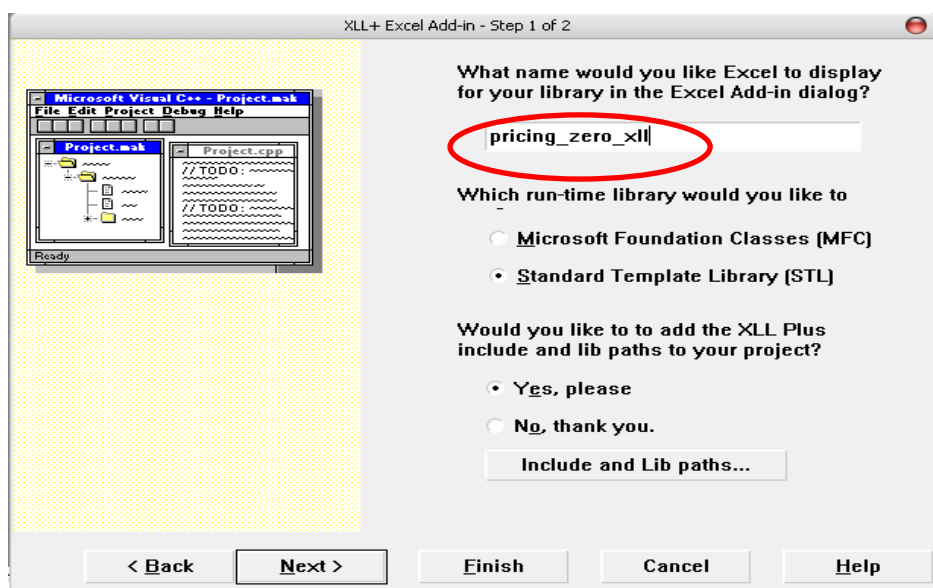 XLL+ Excel Add-in - Step 1 of 2
What name would you like Excel to display
for your library in the Excel Add-in dialog?
pricing_zero_xll
Which run-time library would you like to
Microsoft Foundation Classes (MFC)
Standard Template Library (STL)
Would you like to to add the XLL Plus
include and lib paths to your project?
Yes, please
No, thank you.
Include and Lib paths...
Microsoft Visual C++ - Project.mak
File Edit Project Debug Help
Project.mak
Project.cpp
//TODO:
//TODO:
Ready
< Back
Next >
Finish
Cancel
Help